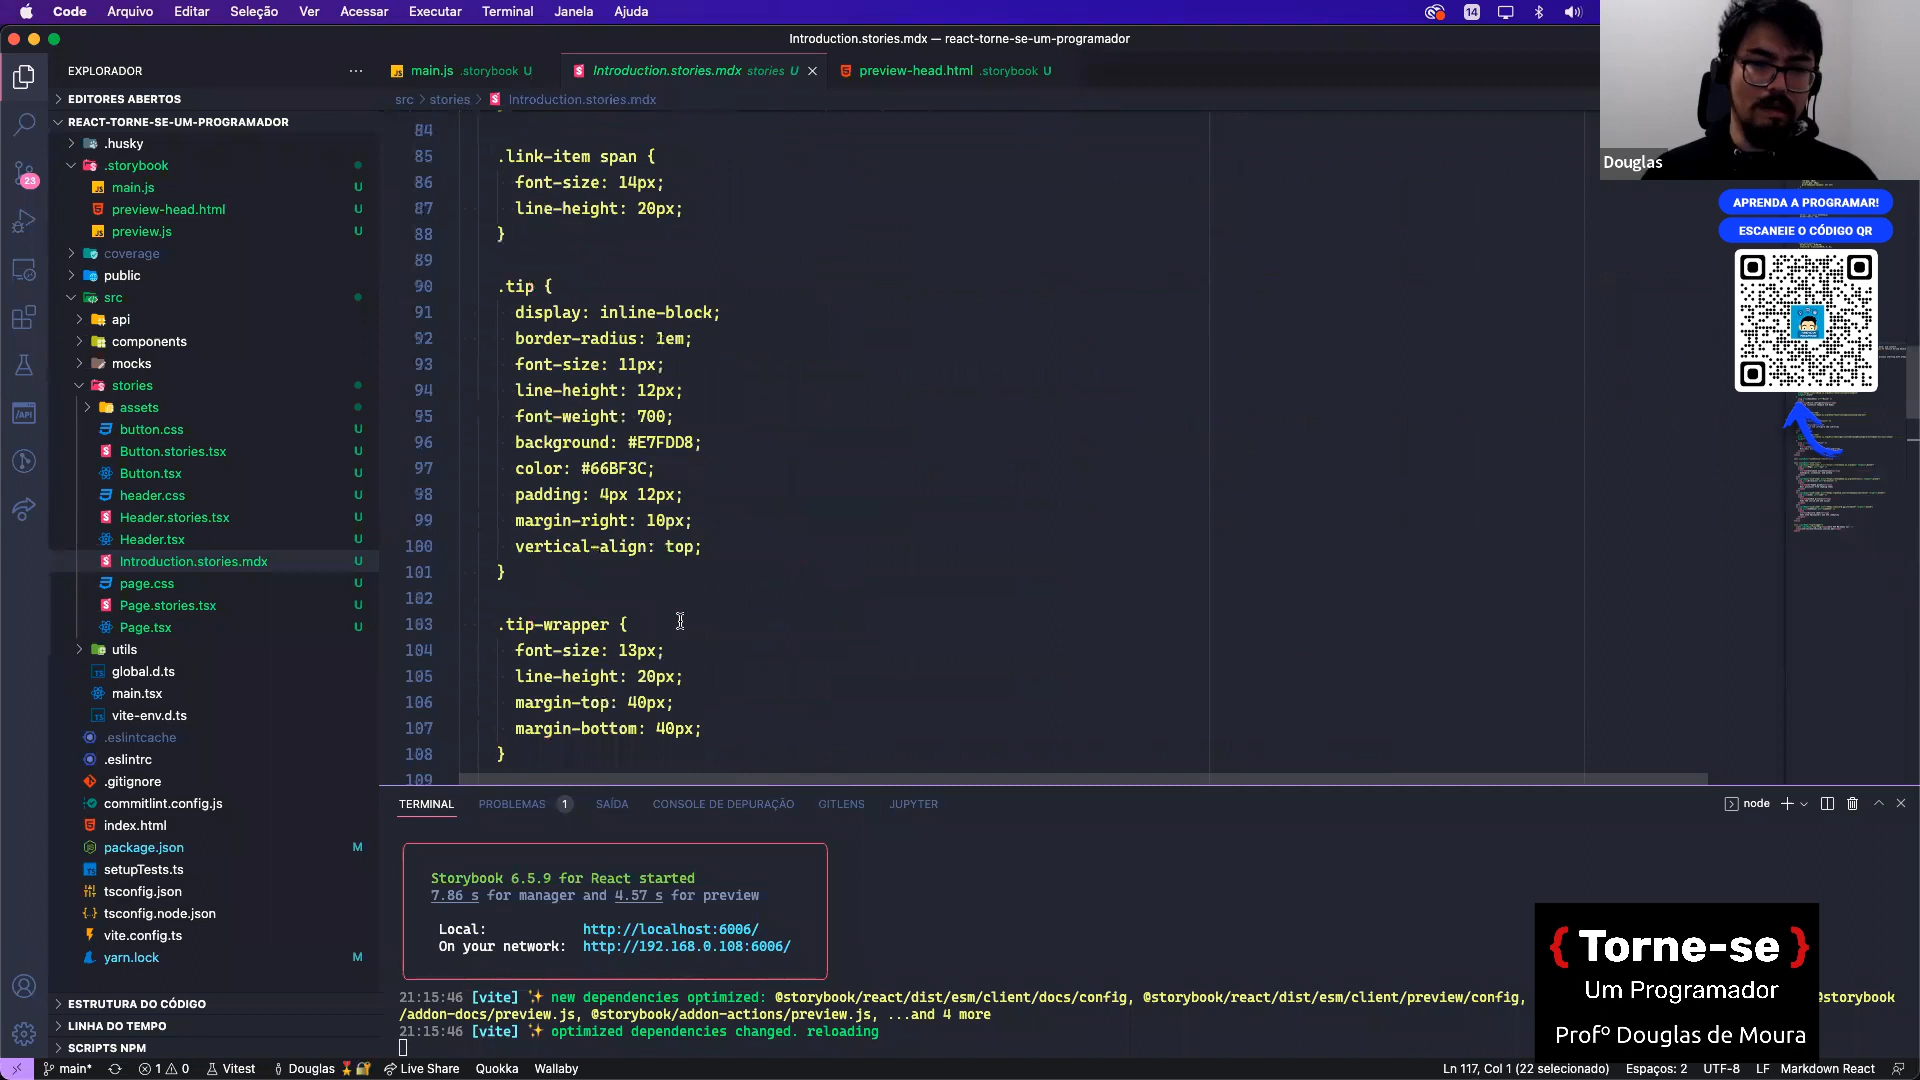 Code Arquivo Editar Seleção Ver Acessar Executar Terminal Janela Ajuda
14
Introduction.stories.mdx — react-torne-se-um-programador
EXPLORADOR
main.js .storybook U
Introduction.stories.mdx stories U
preview-head.html .storybook U
EDITORES ABERTOS
src > stories > Introduction.stories.mdx
REACT-TORNE-SE-UM-PROGRAMADOR
.husky
.storybook
main.js U
preview-head.html U
preview.js U
coverage
public
src
api
components
mocks
stories
assets
button.css U
Button.stories.tsx U
Button.tsx U
header.css U
Header.stories.tsx U
Header.tsx U
Introduction.stories.mdx U
page.css U
Page.stories.tsx U
Page.tsx U
utils
global.d.ts
main.tsx
vite-env.d.ts
.eslintcache
.eslintrc
.gitignore
commitlint.config.js
index.html
package.json M
setupTests.ts
tsconfig.json
tsconfig.node.json
vite.config.ts
yarn.lock M
ESTRUTURA DO CÓDIGO
LINHA DO TEMPO
SCRIPTS NPM
23
/API
84
85 .link-item span {
86 font-size: 14px;
87 line-height: 20px;
88 }
89
90 .tip {
91 display: inline-block;
92 border-radius: 1em;
93 font-size: 11px;
94 line-height: 12px;
95 font-weight: 700;
96 background: #E7FDD8;
97 color: #66BF3C;
98 padding: 4px 12px;
99 margin-right: 10px;
100 vertical-align: top;
101 }
102
103 .tip-wrapper {
104 font-size: 13px;
105 line-height: 20px;
106 margin-top: 40px;
107 margin-bottom: 40px;
108 }
109
Douglas
APRENDA A PROGRAMAR!
ESCANEIE O CÓDIGO QR
TERMINAL PROBLEMAS 1 SAÍDA CONSOLE DE DEPURAÇÃO GITLENS JUPYTER
node
Storybook 6.5.9 for React started
7.86 s for manager and 4.57 s for preview
Local: http://localhost:6006/
On your network: http://192.168.0.108:6006/
21:15:46 [vite] ✨ new dependencies optimized: @storybook/react/dist/esm/client/docs/config, @storybook/react/dist/esm/client/preview/config, @storybook
/addon-docs/preview.js, @storybook/addon-actions/preview.js, ...and 4 more
21:15:46 [vite] ✨ optimized dependencies changed. reloading
{ Torne-se }
Um Programador
Profº Douglas de Moura
main* 1 0 Vitest Douglas Live Share Quokka Wallaby
Ln 117, Col 1 (22 selecionado) Espaços: 2 UTF-8 LF Markdown React